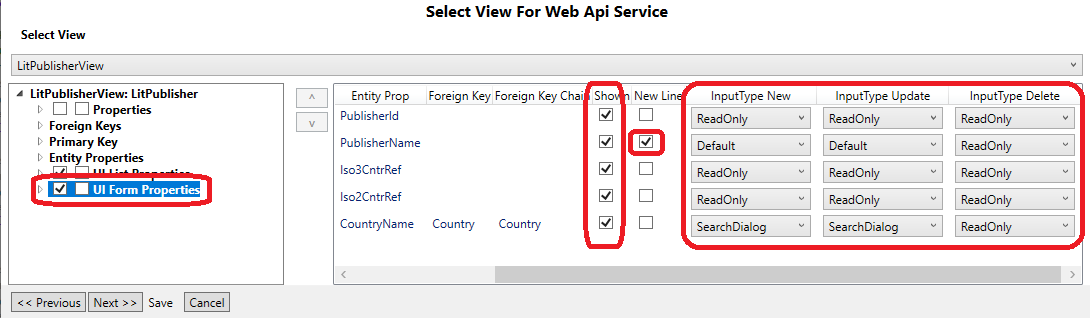 Select View For Web Api Service
Select View
LitPublisherView
LitPublisherView: LitPublisher
Properties
Foreign Keys
Primary Key
Entity Properties
UI List Properties
UI Form Properties
Entity Prop Foreign Key Foreign Key Chain Shown New Line InputType New InputType Update InputType Delete
PublisherId ReadOnly ReadOnly ReadOnly
PublisherName Default Default ReadOnly
Iso3CntrRef ReadOnly ReadOnly ReadOnly
Iso2CntrRef ReadOnly ReadOnly ReadOnly
CountryName Country Country SearchDialog SearchDialog ReadOnly
<< Previous Next >> Save Cancel